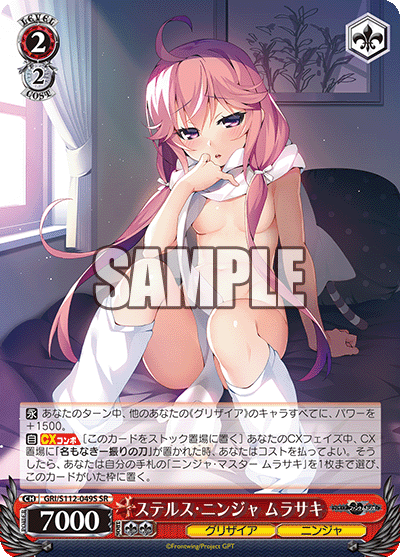 LEVEL
2
2
COST
SAMPLE
永 あなたのターン中、他のあなたの《グリザイア》のキャラすべてに、パワーを
+1500。
自 CXコンボ [このカードをストック置場に置く] あなたのCXフェイズ中、CX
置場に「名もなき一振りの刀」が置かれた時、あなたはコストを払ってよい。そう
したら、あなたは自分の手札の「ニンジャ・マスター ムラサキ」を1枚まで選び、
このカードがいた枠に置く。
GRI/S112-049S SR
ステルス・ニンジャ ムラサキ
POWER
7000
SOUL
グリザイア
ニンジャ
©Frontwing/Project GPT